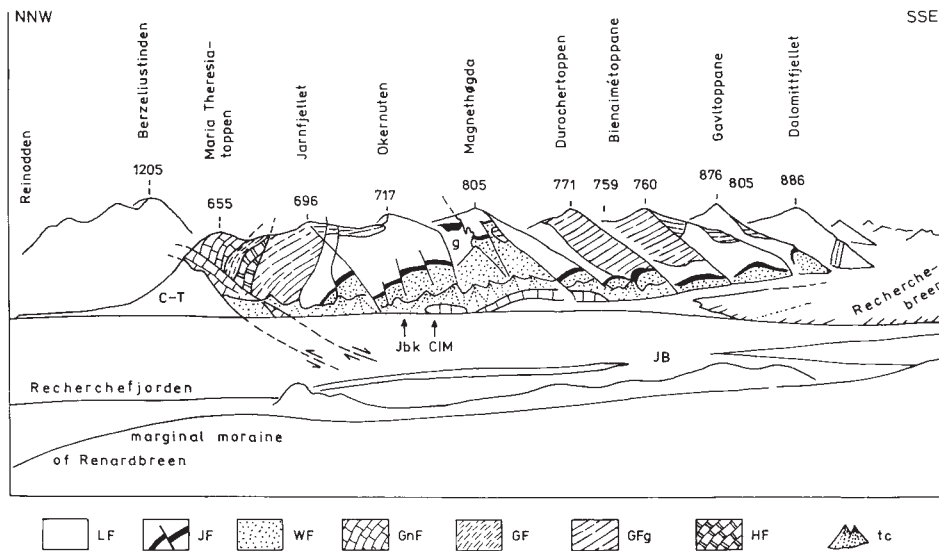 NNW
SSE
Reinodden
Berzeliustinden
Maria Theresia-
toppen
Jarnfjellet
Okernuten
Magnethøgda
Durochertoppen
Bienaimétoppane
Gavltoppane
Dalomittfjellet
1205
655
696
717
805
771
759
760
876
805
886
g
C-T
Recherche-
breen
Jbk
CIM
JB
Recherchefjorden
marginal moraine
of Renardbreen
LF
JF
WF
GnF
GF
GFg
HF
tc